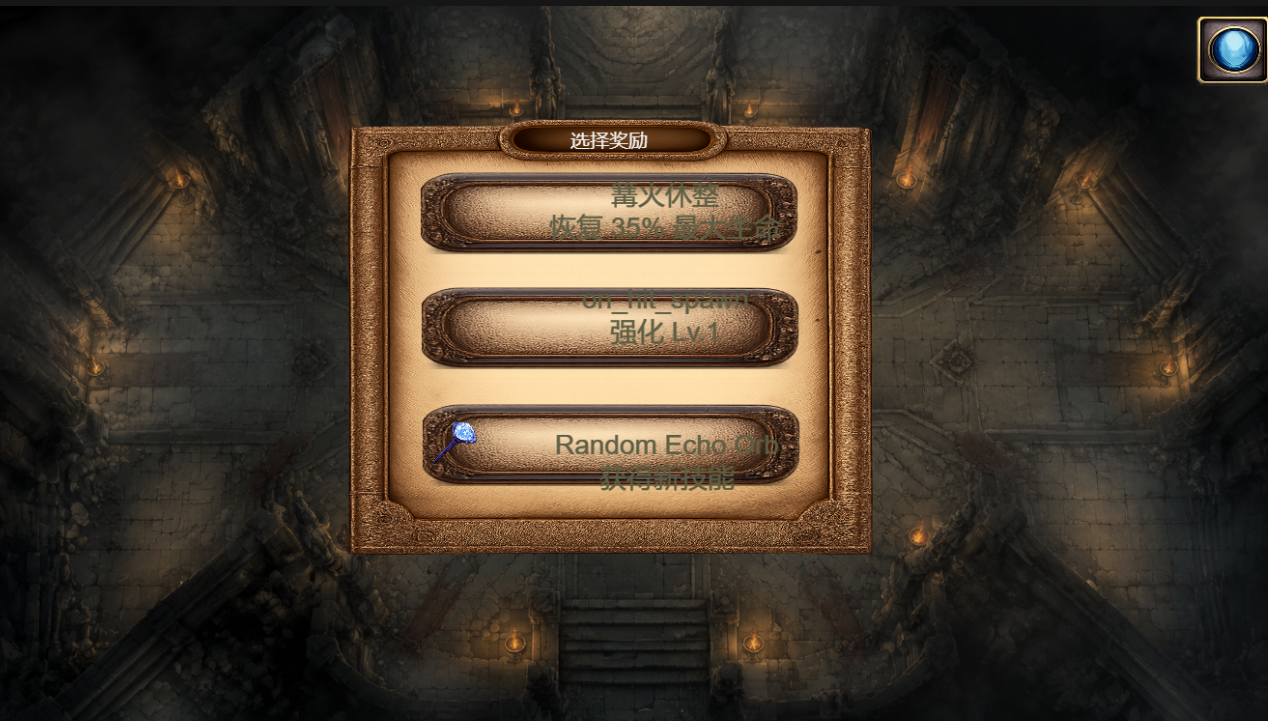 选择奖励
篝火休整
恢复 35% 最大生命
on_hit_spawn
强化 Lv.1
Random Echo Orb
获得新技能